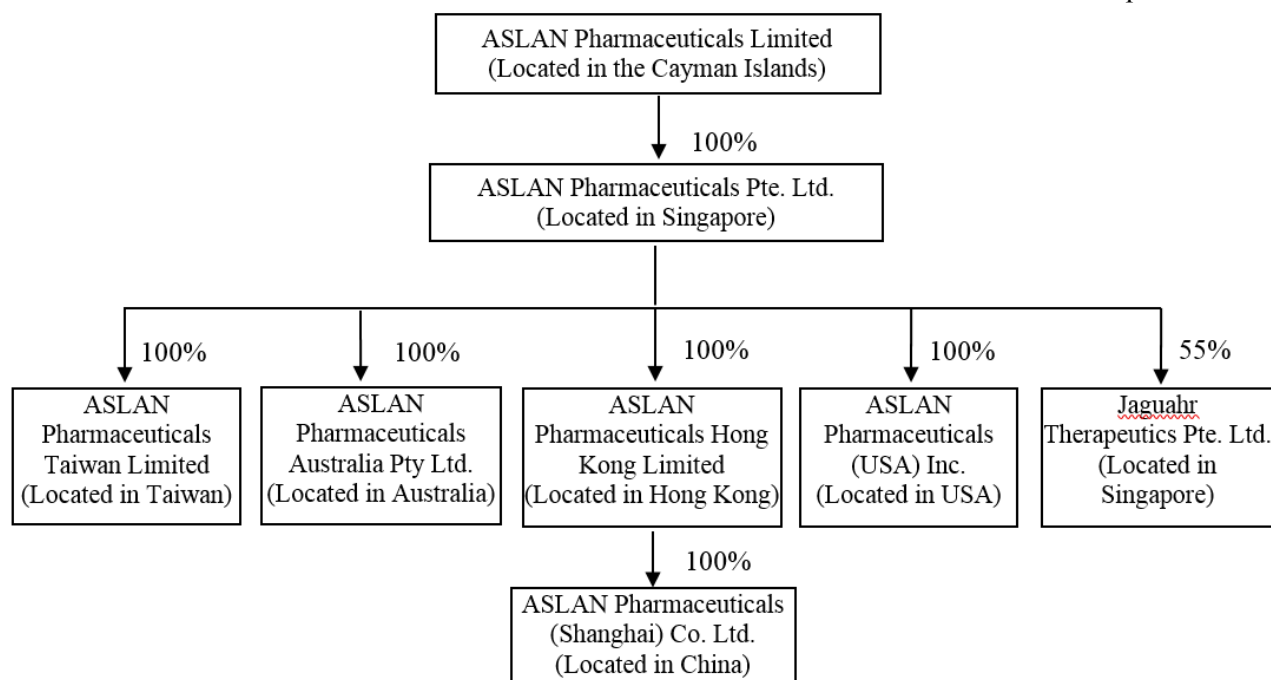 ASLAN Pharmaceuticals Limited
(Located in the Cayman Islands)
100%
ASLAN Pharmaceuticals Pte. Ltd.
(Located in Singapore)
100%
100%
100%
100%
55%
ASLAN
Pharmaceuticals
Taiwan Limited
(Located in Taiwan)
ASLAN
Pharmaceuticals
Australia Pty Ltd.
(Located in Australia)
ASLAN
Pharmaceuticals Hong
Kong Limited
(Located in Hong Kong)
ASLAN
Pharmaceuticals
(USA) Inc.
(Located in USA)
Jaguahr
Therapeutics Pte. Ltd.
(Located in
Singapore)
100%
ASLAN Pharmaceuticals
(Shanghai) Co. Ltd.
(Located in China)